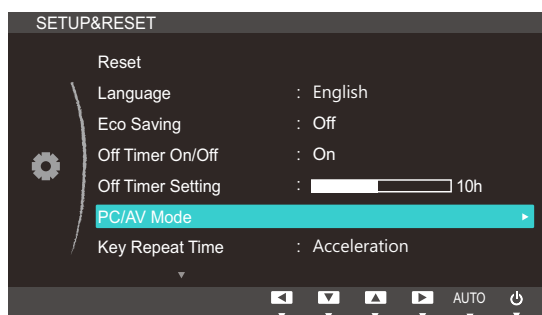 SETUP&RESET
Reset
Language : English
Eco Saving : Off
Off Timer On/Off : On
Off Timer Setting : 10h
PC/AV Mode
Key Repeat Time : Acceleration
AUTO